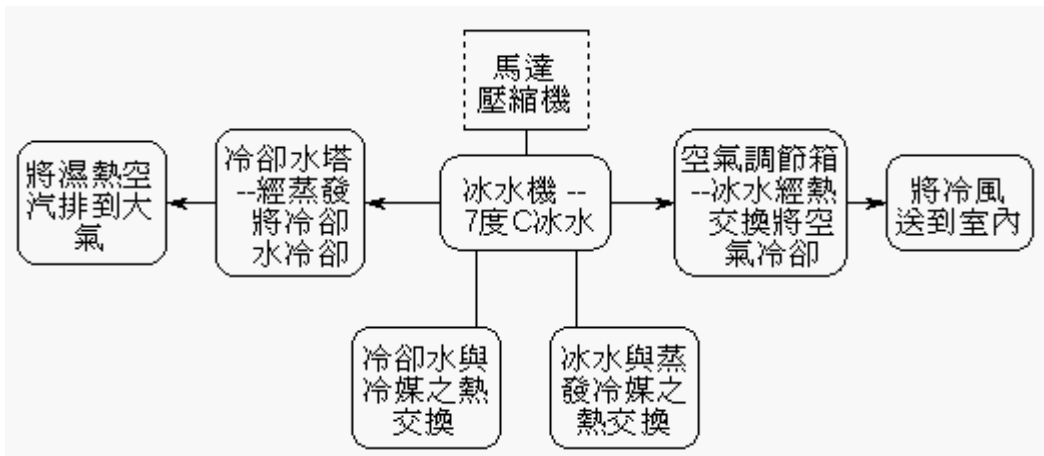 馬達
壓縮機
將濕熱空
汽排到大
氣
冷卻水塔
--經蒸發
將冷卻
水冷卻
冰水機 --
7度C冰水
空氣調節箱
--冰水經熱
交換將空
氣冷卻
將冷風
送到室內
冷卻水與
冷媒之熱
交換
冰水與蒸
發冷媒之
熱交換